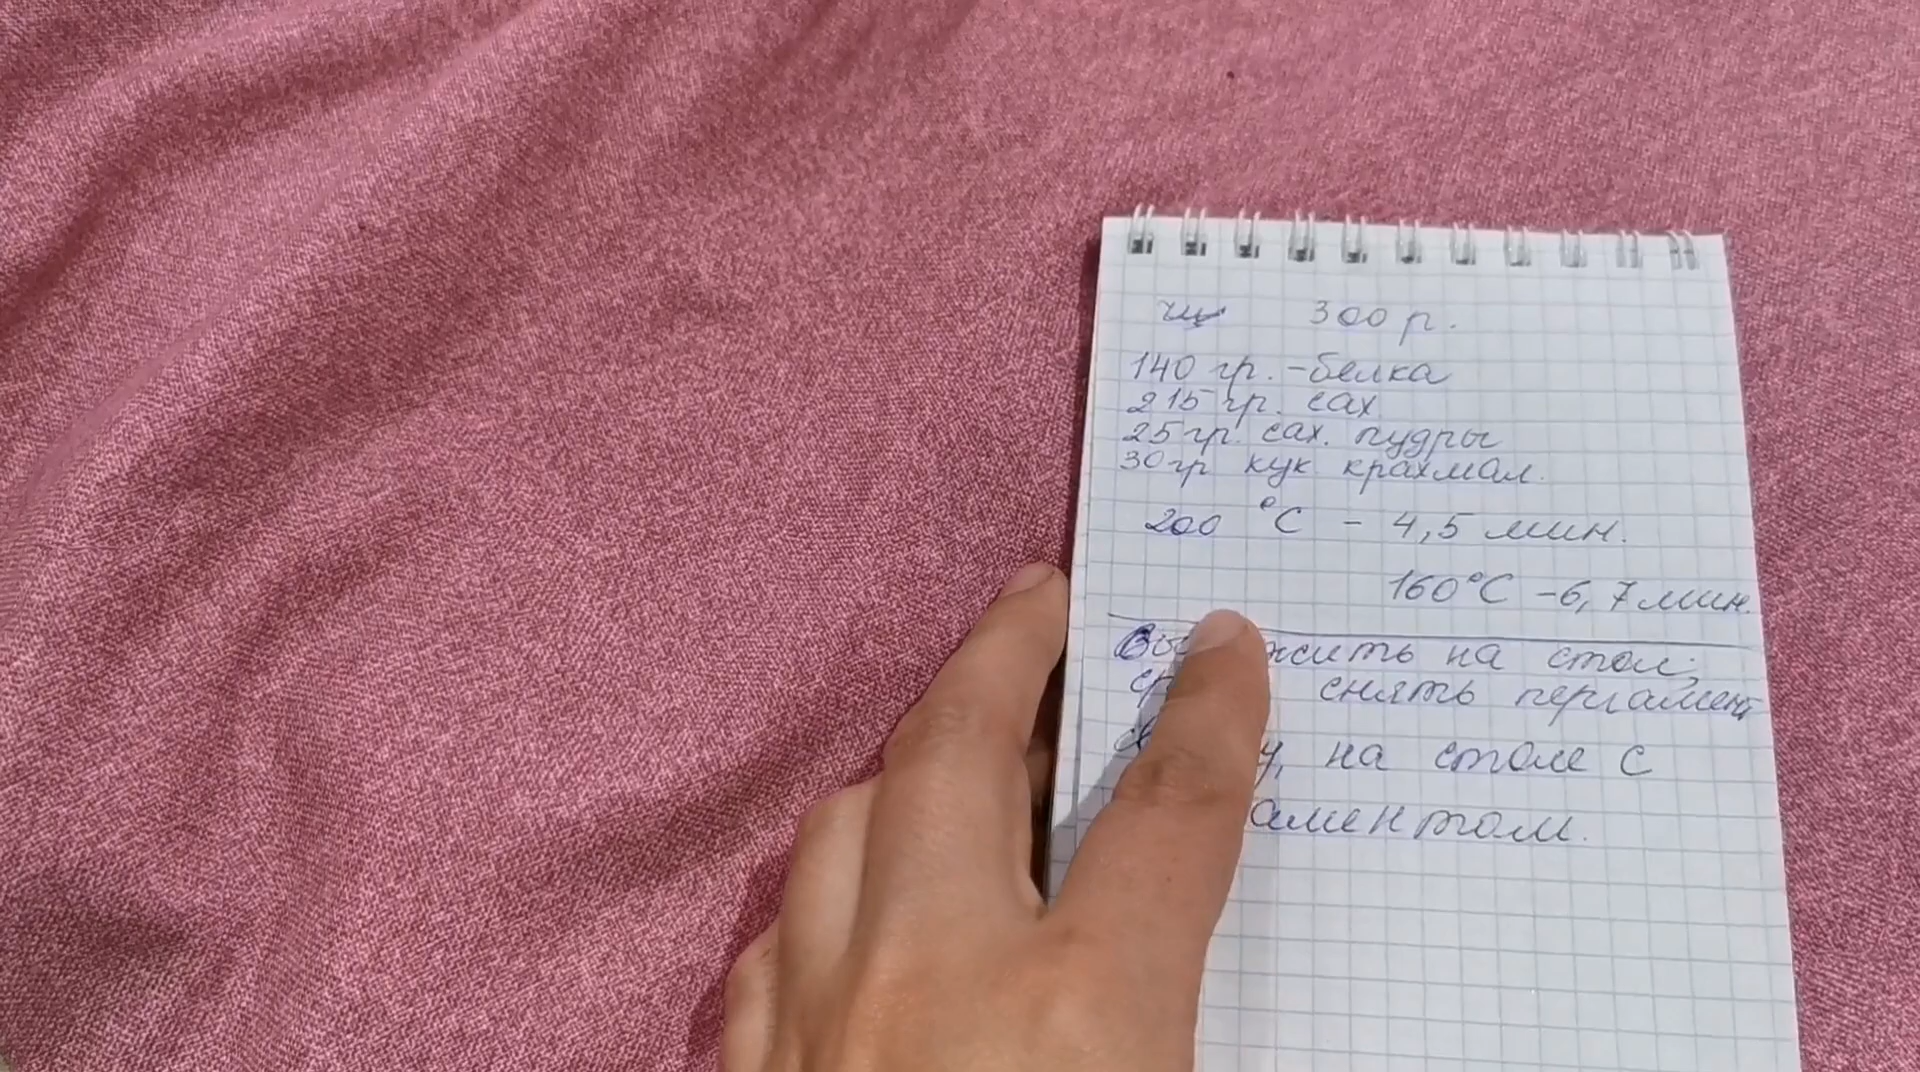 300 р.
140 гр. - белка
215 гр. сах
25 гр. сах. пудры
30 гр кук. крахмал.
200 °С - 4,5 мин.
160°С - 6,7 мин.
на стол;
снять пергамент
на столе с